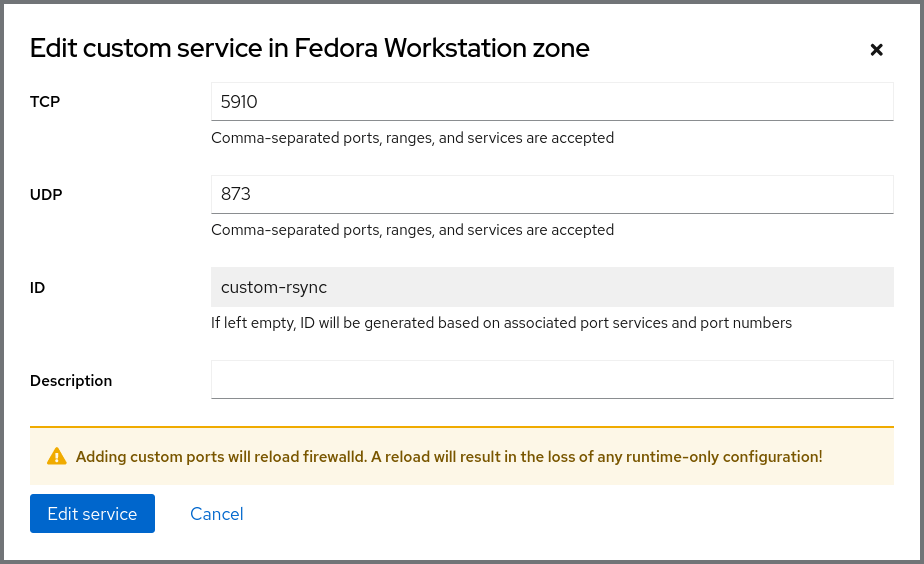 Edit custom service in Fedora Workstation zone
TCP
5910
Comma-separated ports, ranges, and services are accepted
UDP
873
Comma-separated ports, ranges, and services are accepted
ID
custom-rsync
If left empty, ID will be generated based on associated port services and port numbers
Description
Adding custom ports will reload firewalld. A reload will result in the loss of any runtime-only configuration!
Edit service
Cancel